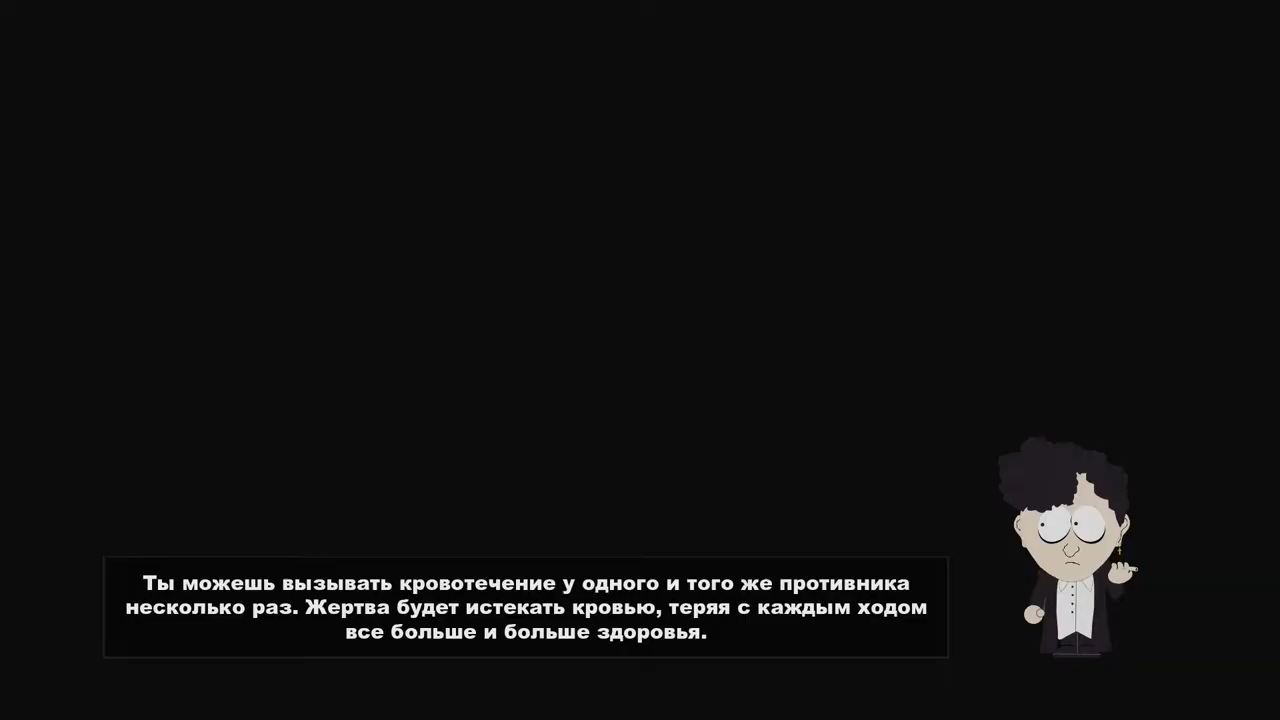 Ты можешь вызывать кровотечение у одного и того же противника
несколько раз. Жертва будет истекать кровью, теряя с каждым ходом
все больше и больше здоровья.